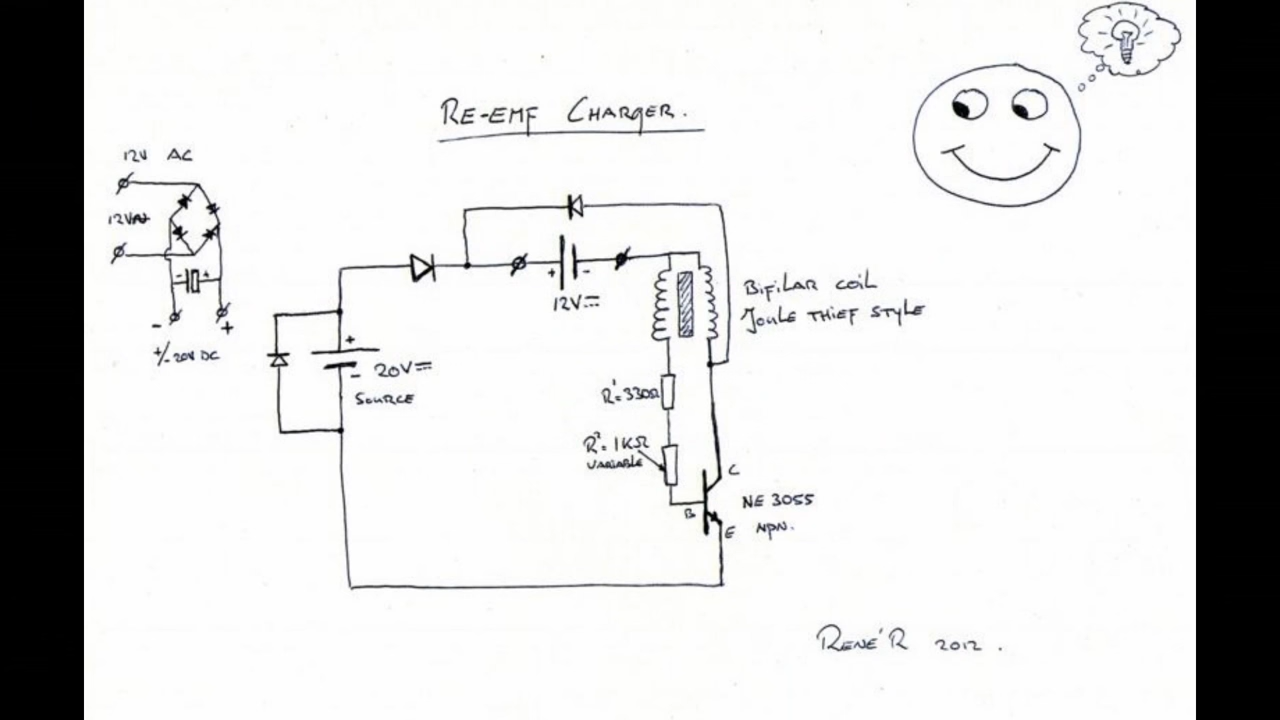 RE-EMF CHARGER.
12V AC
- +
- +
+/- 20V DC
+ -
12V
BIFILAR COIL
JOULE THIEF STYLE
+
- 20V
SOURCE
R¹=330Ω
R²=1KΩ
VARIABLE
C
B
E
NE 3055
NPN.
RENÉ R 2012.